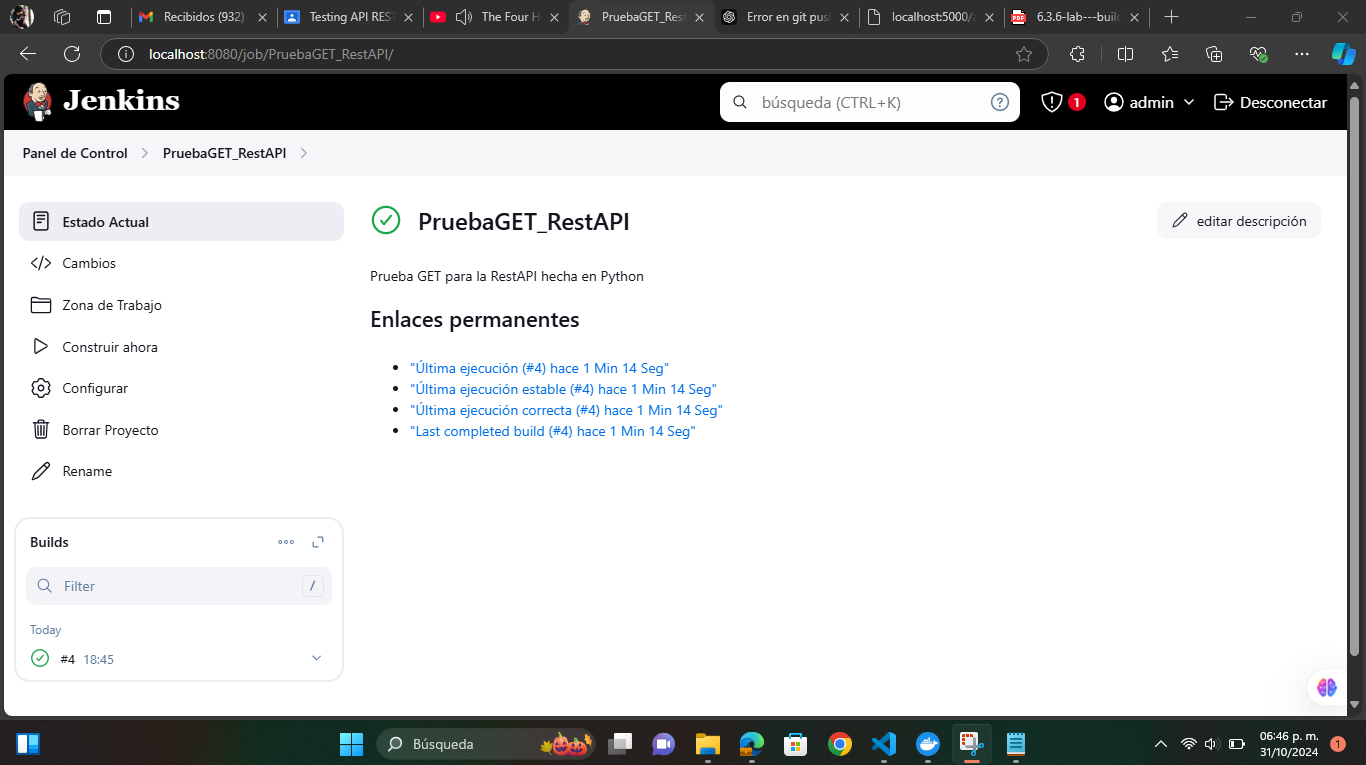 Recibidos (932)
Testing API REST
The Four H
PruebaGET_Rest
Error en git pus
localhost:5000/a
6.3.6-lab---buil
localhost:8080/job/PruebaGET_RestAPI/
Jenkins
búsqueda (CTRL+K)
?
1
admin
Desconectar
Panel de Control
PruebaGET_RestAPI
Estado Actual
Cambios
Zona de Trabajo
Construir ahora
Configurar
Borrar Proyecto
Rename
PruebaGET_RestAPI
editar descripción
Prueba GET para la RestAPI hecha en Python
Enlaces permanentes
"Última ejecución (#4) hace 1 Min 14 Seg"
"Última ejecución estable (#4) hace 1 Min 14 Seg"
"Última ejecución correcta (#4) hace 1 Min 14 Seg"
"Last completed build (#4) hace 1 Min 14 Seg"
Builds
Filter
/
Today
#4 18:45
Búsqueda
06:46 p. m.
31/10/2024
1